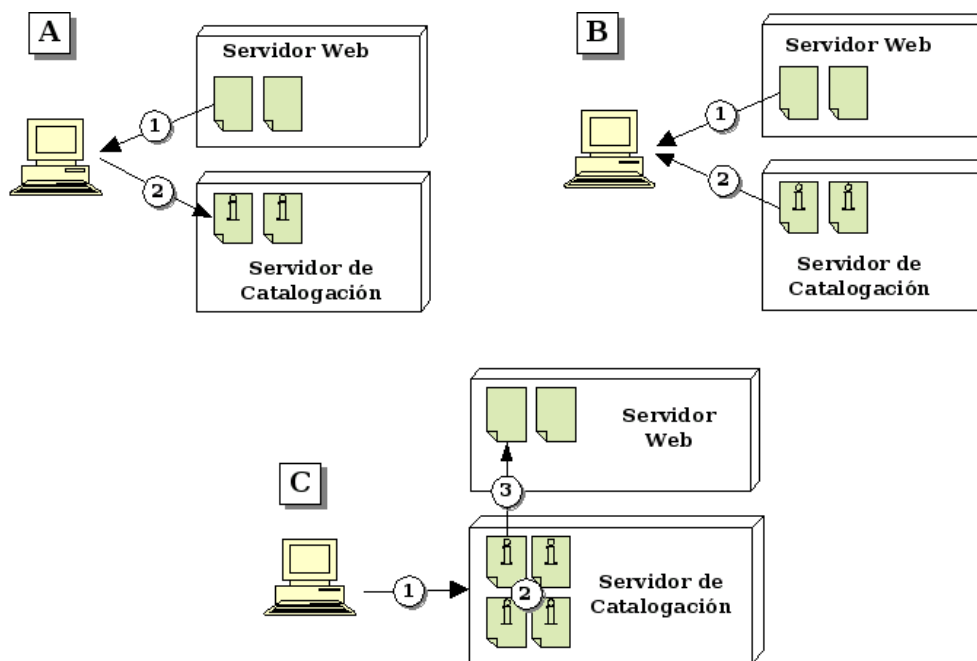 A
Servidor Web
1
2
i i
Servidor de
Catalogación
B
Servidor Web
1
2
i i
Servidor de
Catalogación
C
Servidor
Web
3
1
i i
2
i i
Servidor de
Catalogación